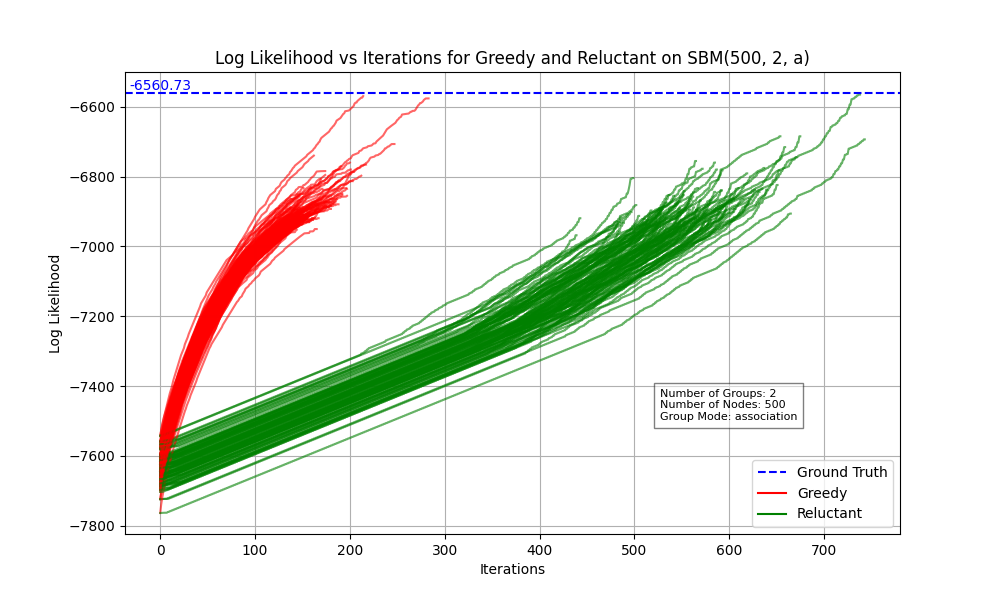 Log Likelihood vs Iterations for Greedy and Reluctant on SBM(500, 2, a)
-6560.73
−6600
−6800
−7000
−7200
−7400
−7600
−7800
Log Likelihood
Number of Groups: 2
Number of Nodes: 500
Group Mode: association
Ground Truth
Greedy
Reluctant
0 100 200 300 400 500 600 700
Iterations